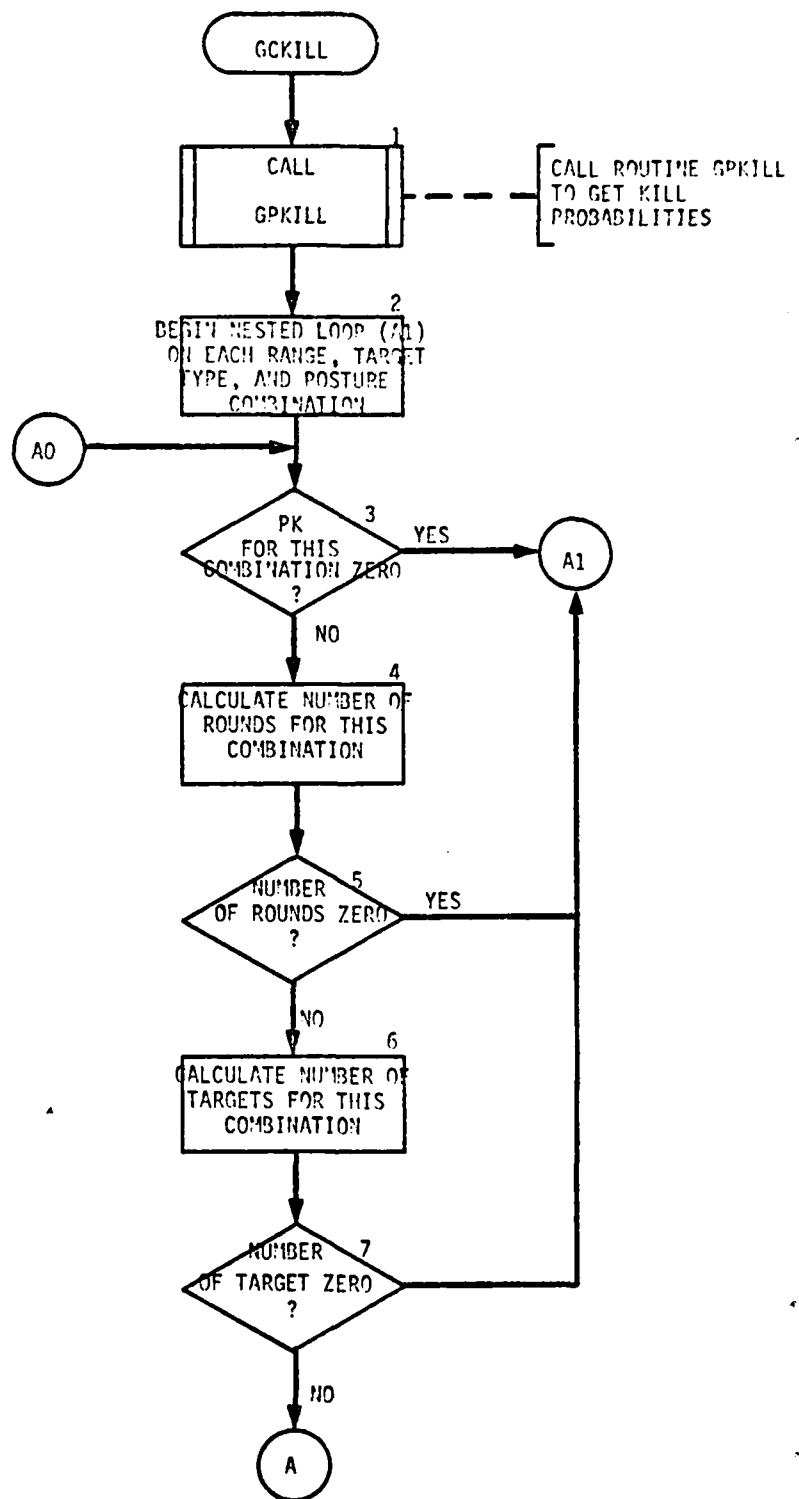 GCKILL
1
CALL
GPKILL
CALL ROUTINE GPKILL
TO GET KILL
PROBABILITIES
2
BEGIN NESTED LOOP (A1)
ON EACH RANGE, TARGET
TYPE, AND POSTURE
COMBINATION
A0
3
PK
FOR THIS
COMBINATION ZERO
?
YES
A1
NO
4
CALCULATE NUMBER OF
ROUNDS FOR THIS
COMBINATION
5
NUMBER
OF ROUNDS ZERO
?
YES
NO
6
CALCULATE NUMBER OF
TARGETS FOR THIS
COMBINATION
7
NUMBER
OF TARGET ZERO
?
NO
A